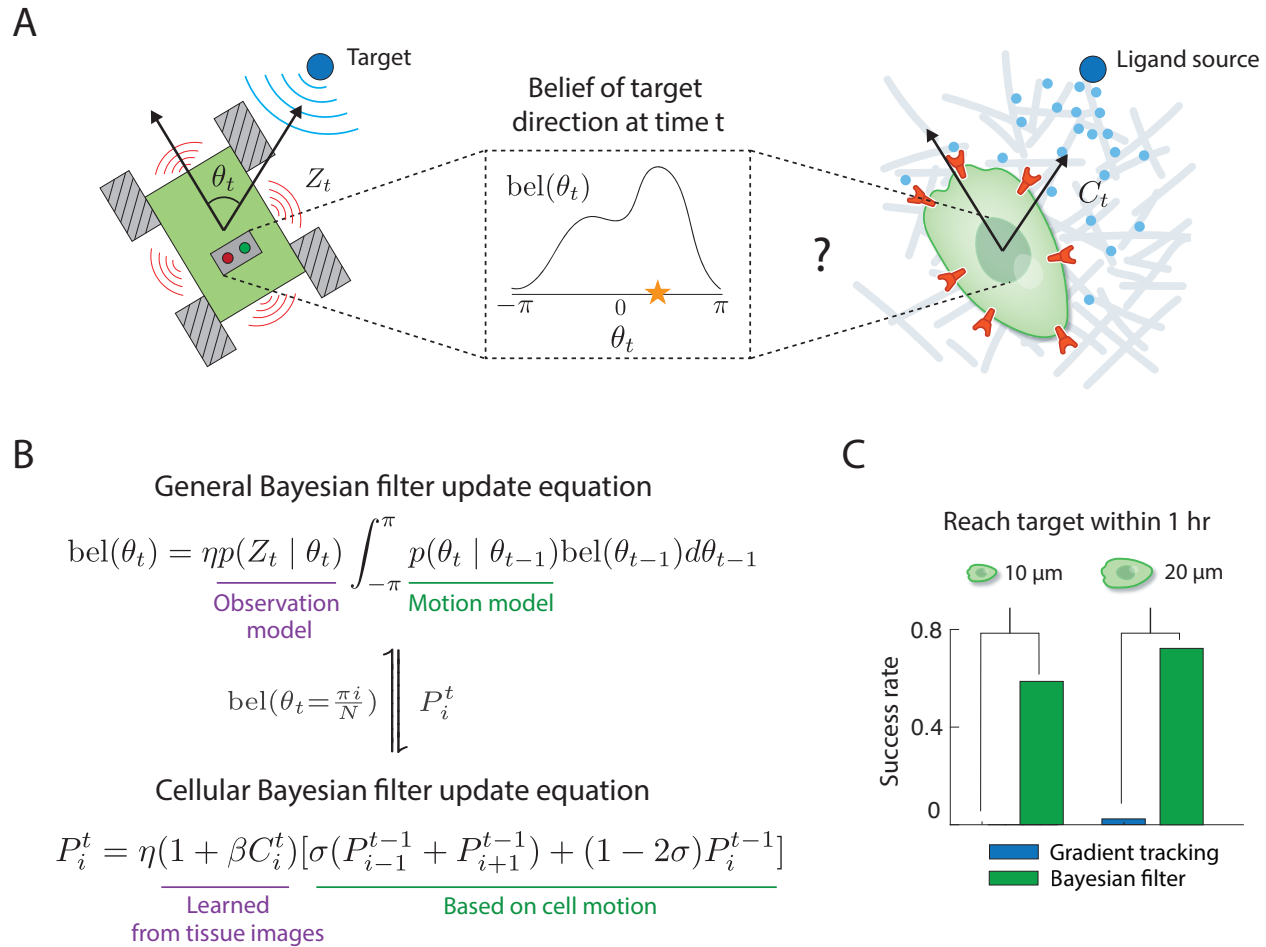 A
Target
θ_t
Z_t
Belief of target
direction at time t
bel(θ_t)
−π
0
π
θ_t
?
Ligand source
C_t
B
General Bayesian filter update equation
bel(θ_t) = ηp(Z_t | θ_t) ∫_{−π}^{π} p(θ_t | θ_{t−1})bel(θ_{t−1})dθ_{t−1}
Observation
model
Motion model
bel(θ_t=πi/N)
P_i^t
Cellular Bayesian filter update equation
P_i^t = η(1 + βC_i^t)[σ(P_{i−1}^{t−1} + P_{i+1}^{t−1}) + (1 − 2σ)P_i^{t−1}]
Learned
from tissue images
Based on cell motion
C
Reach target within 1 hr
10 µm
20 µm
Success rate
0.8
0.4
0
Gradient tracking
Bayesian filter